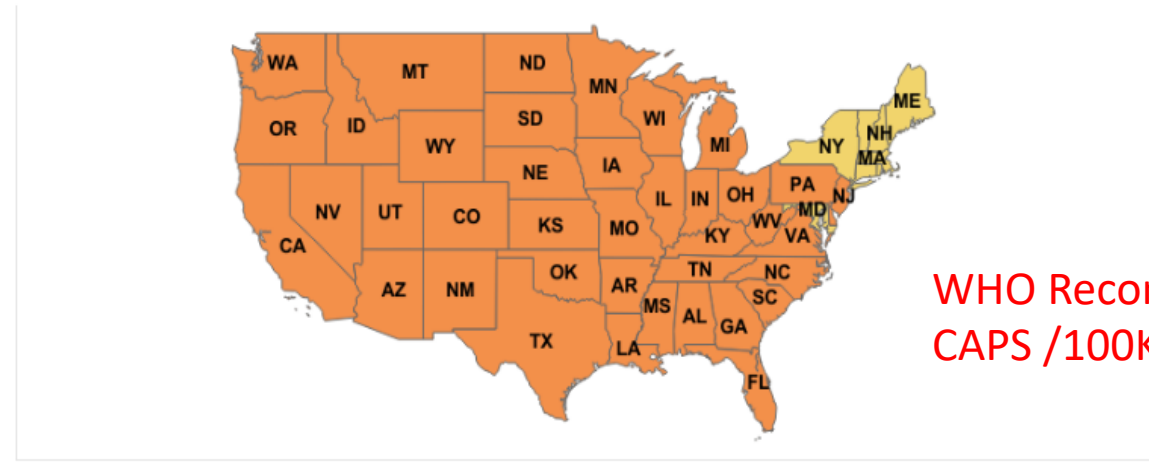 WA
MT
ND
MN
ME
OR
ID
SD
WI
NH
WY
MI
NY
MA
NE
IA
PA
NJ
NV
UT
CO
KS
MO
IL
IN
OH
WV
MD
VA
CA
KY
AZ
NM
OK
AR
TN
NC
MS
AL
GA
SC
TX
LA
FL
WHO
CAPS /100K